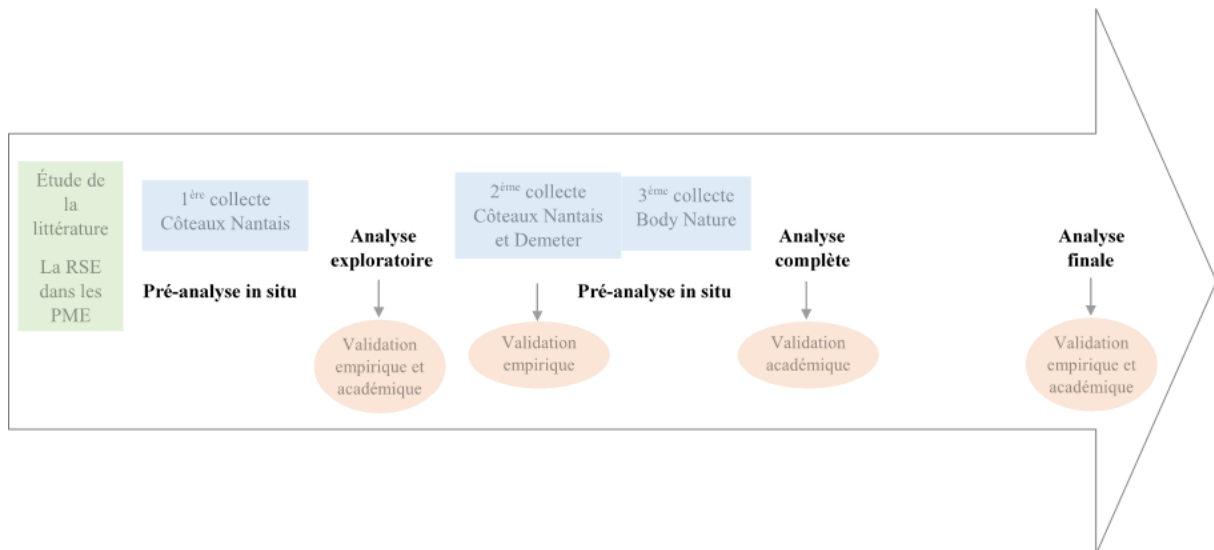 Étude de
la
littérature
La RSE
dans les
PME
1ère collecte
Côteaux Nantais
Pré-analyse in situ
Analyse
exploratoire
Validation
empirique et
académique
2ème collecte
Côteaux Nantais
et Demeter
3ème collecte
Body Nature
Pré-analyse in situ
Validation
empirique
Analyse
complète
Validation
académique
Analyse
finale
Validation
empirique et
académique